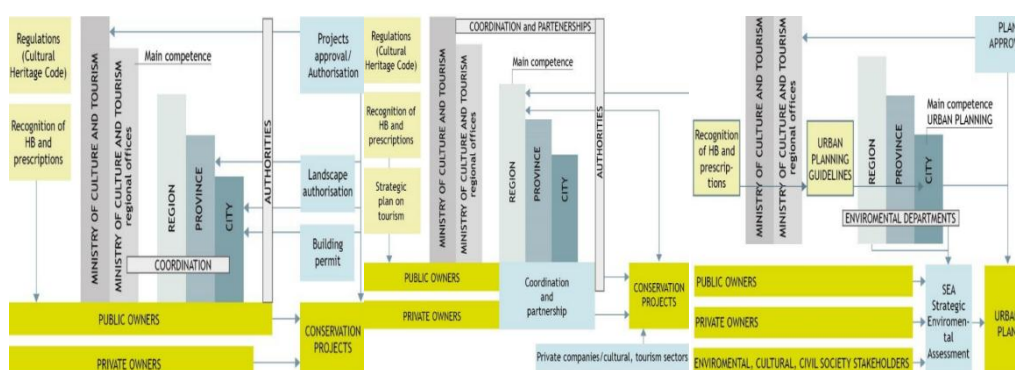 Regulations
(Cultural
Heritage Code)
Recognition of
HB and
prescriptions
MINISTRY OF CULTURE AND TOURISM
MINISTRY OF CULTURE AND TOURISM
regional offices
Main competence
REGION
PROVINCE
CITY
COORDINATION
AUTHORITIES
Projects
approval/
Authorisation
Landscape
authorisation
Building
permit
PUBLIC OWNERS
PRIVATE OWNERS
CONSERVATION
PROJECTS
Regulations
(Cultural
Heritage Code)
Recognition of
HB and
prescriptions
Strategic
plan on
tourism
MINISTRY OF CULTURE AND TOURISM
MINISTRY OF CULTURE AND TOURISM
regional offices
COORDINATION and PARTENERSHIPS
Main competence
REGION
PROVINCE
CITY
AUTHORITIES
PUBLIC OWNERS
PRIVATE OWNERS
Coordination
and
partnership
CONSERVATION
PROJECTS
Private companies/cultural, tourism sectors
Recognition of
HB and
prescrip-
tions
MINISTRY OF CULTURE AND TOURISM
MINISTRY OF CULTURE AND TOURISM
regional offices
URBAN
PLANNING
GUIDELINES
REGION
PROVINCE
CITY
Main competence
URBAN PLANNING
ENVIROMENTAL DEPARTMENTS
PLAN
APPROV
PUBLIC OWNERS
PRIVATE OWNERS
ENVIROMENTAL, CULTURAL, CIVIL SOCIETY STAKEHOLDERS
SEA
Strategic
Enviromen-
tal
Assessment
URBAN
PLAN